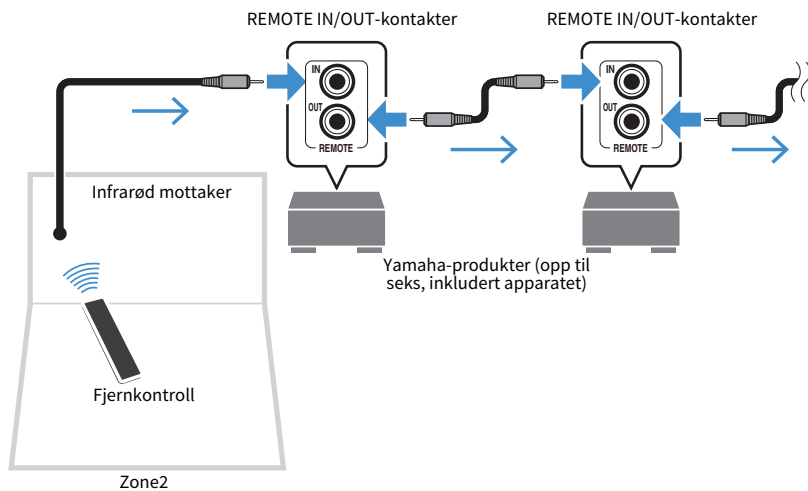 REMOTE IN/OUT-kontakter
REMOTE IN/OUT-kontakter
IN
OUT
REMOTE
IN
OUT
REMOTE
Infrarød mottaker
Yamaha-produkter (opp til
seks, inkludert apparatet)
Fjernkontroll
Zone2